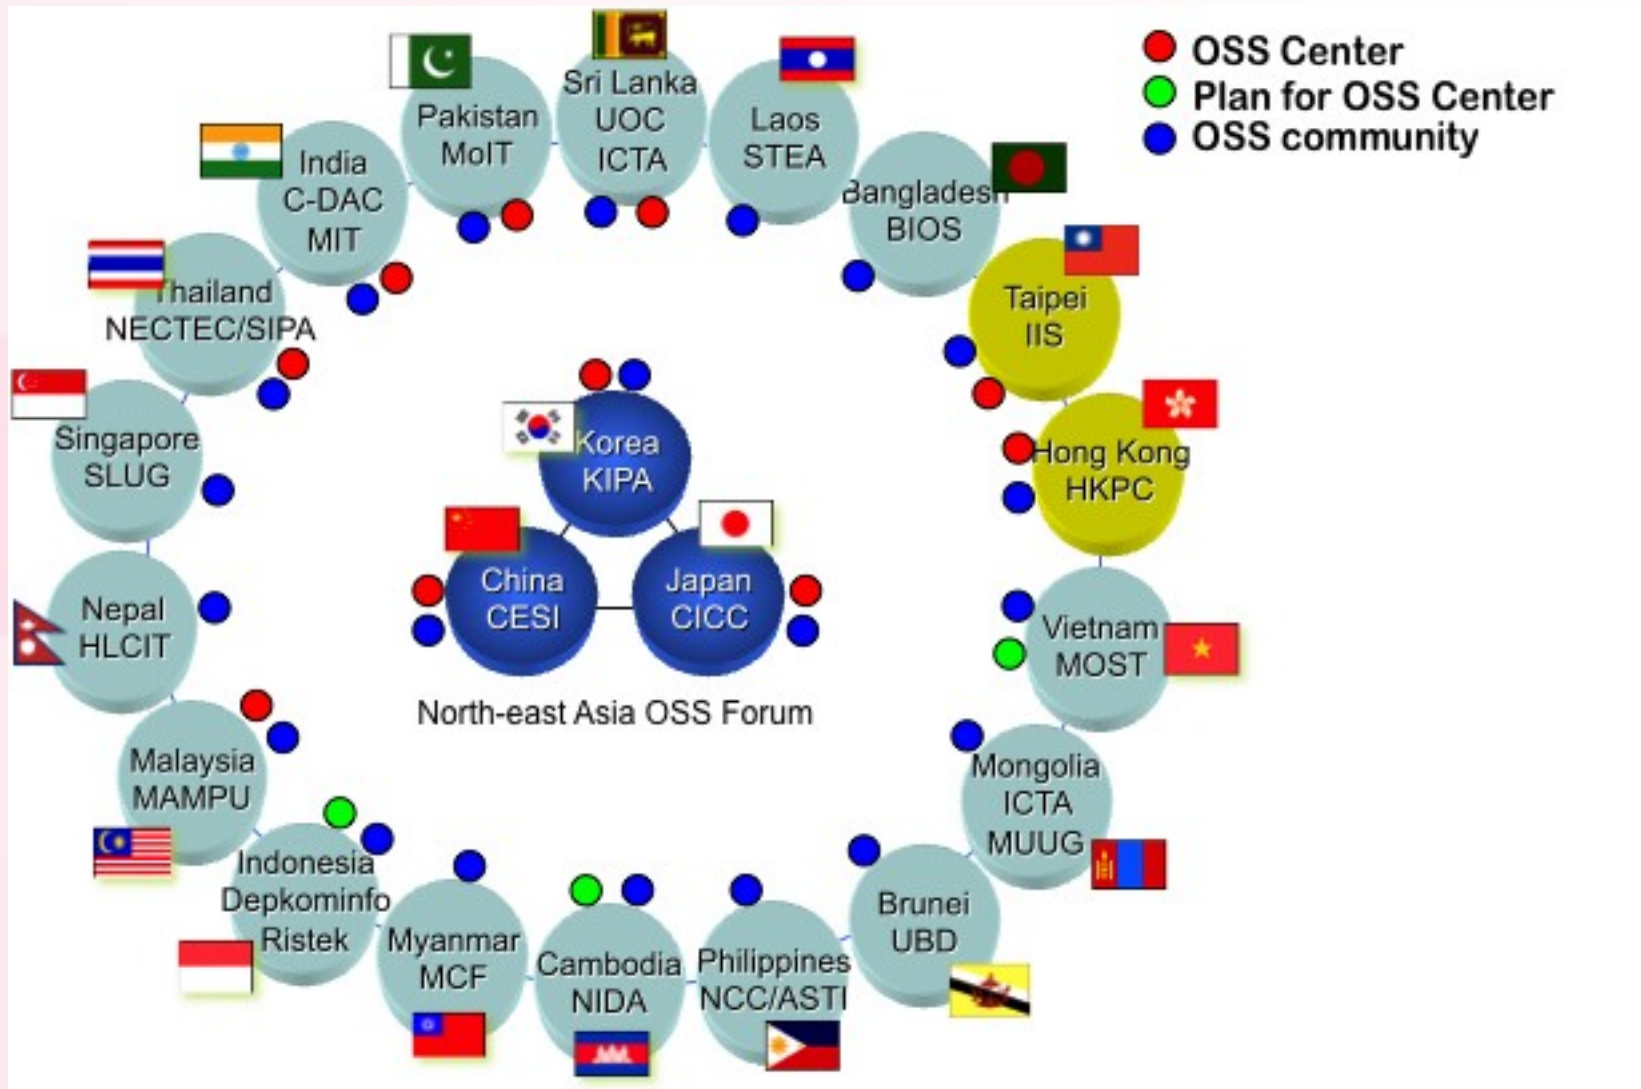 OSS Center
Plan for OSS Center
OSS community
Sri Lanka
UOC
ICTA
Laos
STEA
Bangladesh
BIOS
Taipei
IIS
Hong Kong
HKPC
Vietnam
MOST
Mongolia
ICTA
MUUG
Brunei
UBD
Philippines
NCC/ASTI
Cambodia
NIDA
Myanmar
MCF
Indonesia
Depkominfo
Ristek
Malaysia
MAMPU
Nepal
HLCIT
Singapore
SLUG
Thailand
NECTEC/SIPA
India
C-DAC
MIT
Pakistan
MoIT
Korea
KIPA
China
CESI
Japan
CICC
North-east Asia OSS Forum